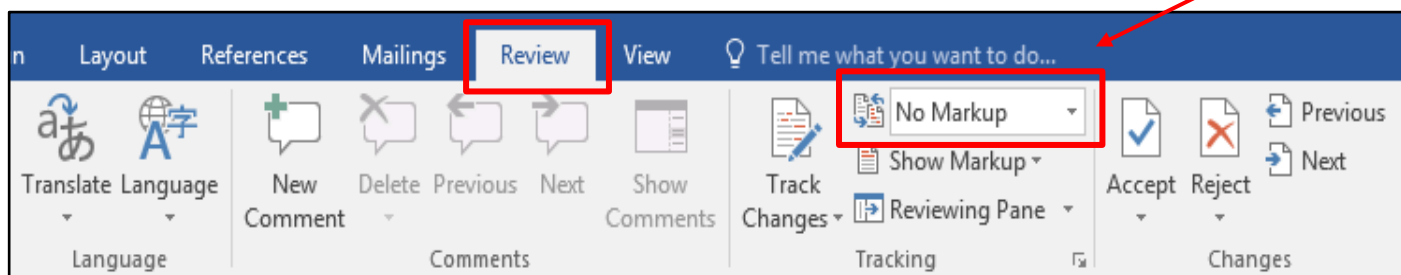 n Layout References Mailings Review View Tell me what you want to do...
No Markup Previous
Show Markup Next
Translate Language New Delete Previous Next Show Track Accept Reject
Comment Comments Changes Reviewing Pane
Language Comments Tracking Changes